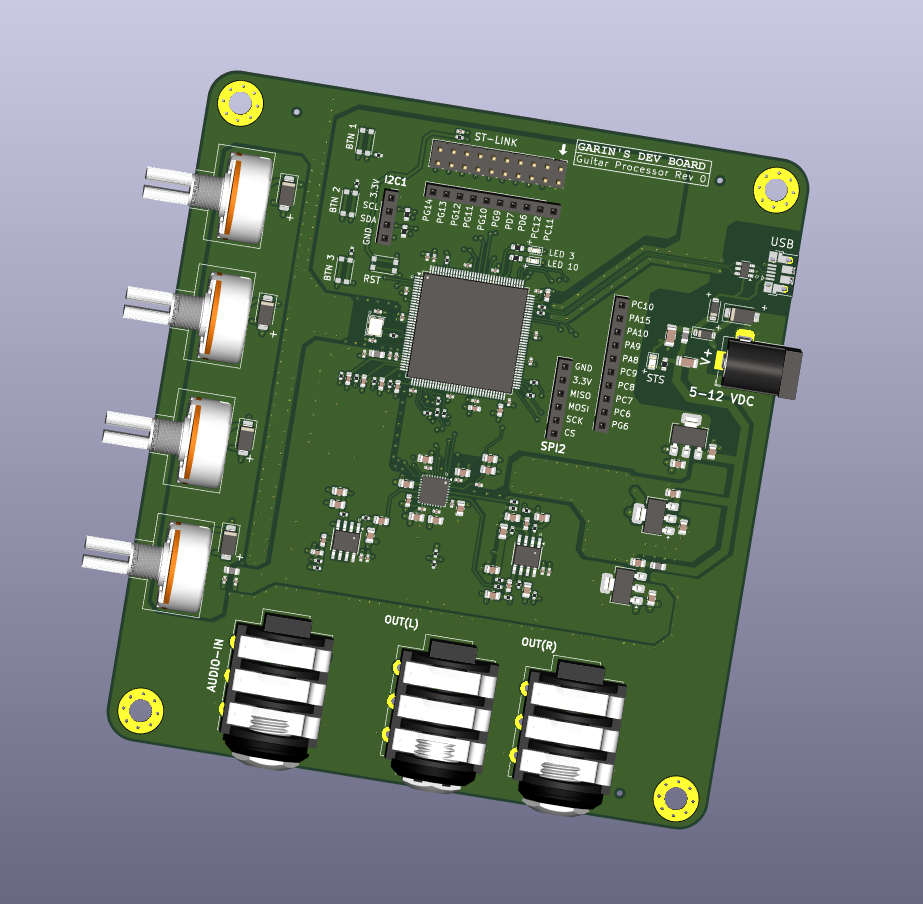 ST-LINK
GARIN'S DEV BOARD
Guitar Processor Rev 0
BTN 1
I2C1
3.3V
SCL
SDA
GND
BTN 2
PG14
PG13
PG12
PG11
PG10
PG9
PD7
PD6
PC12
PC11
USB
LED 3
LED 10
BTN 3
RST
PC10
PA15
PA10
PA9
PA8
PC9
PC8
PC7
PC6
PG6
V+
STS
5-12 VDC
GND
3.3V
MISO
MOSI
SCK
CS
SPI2
OUT(L)
OUT(R)
AUDIO-IN